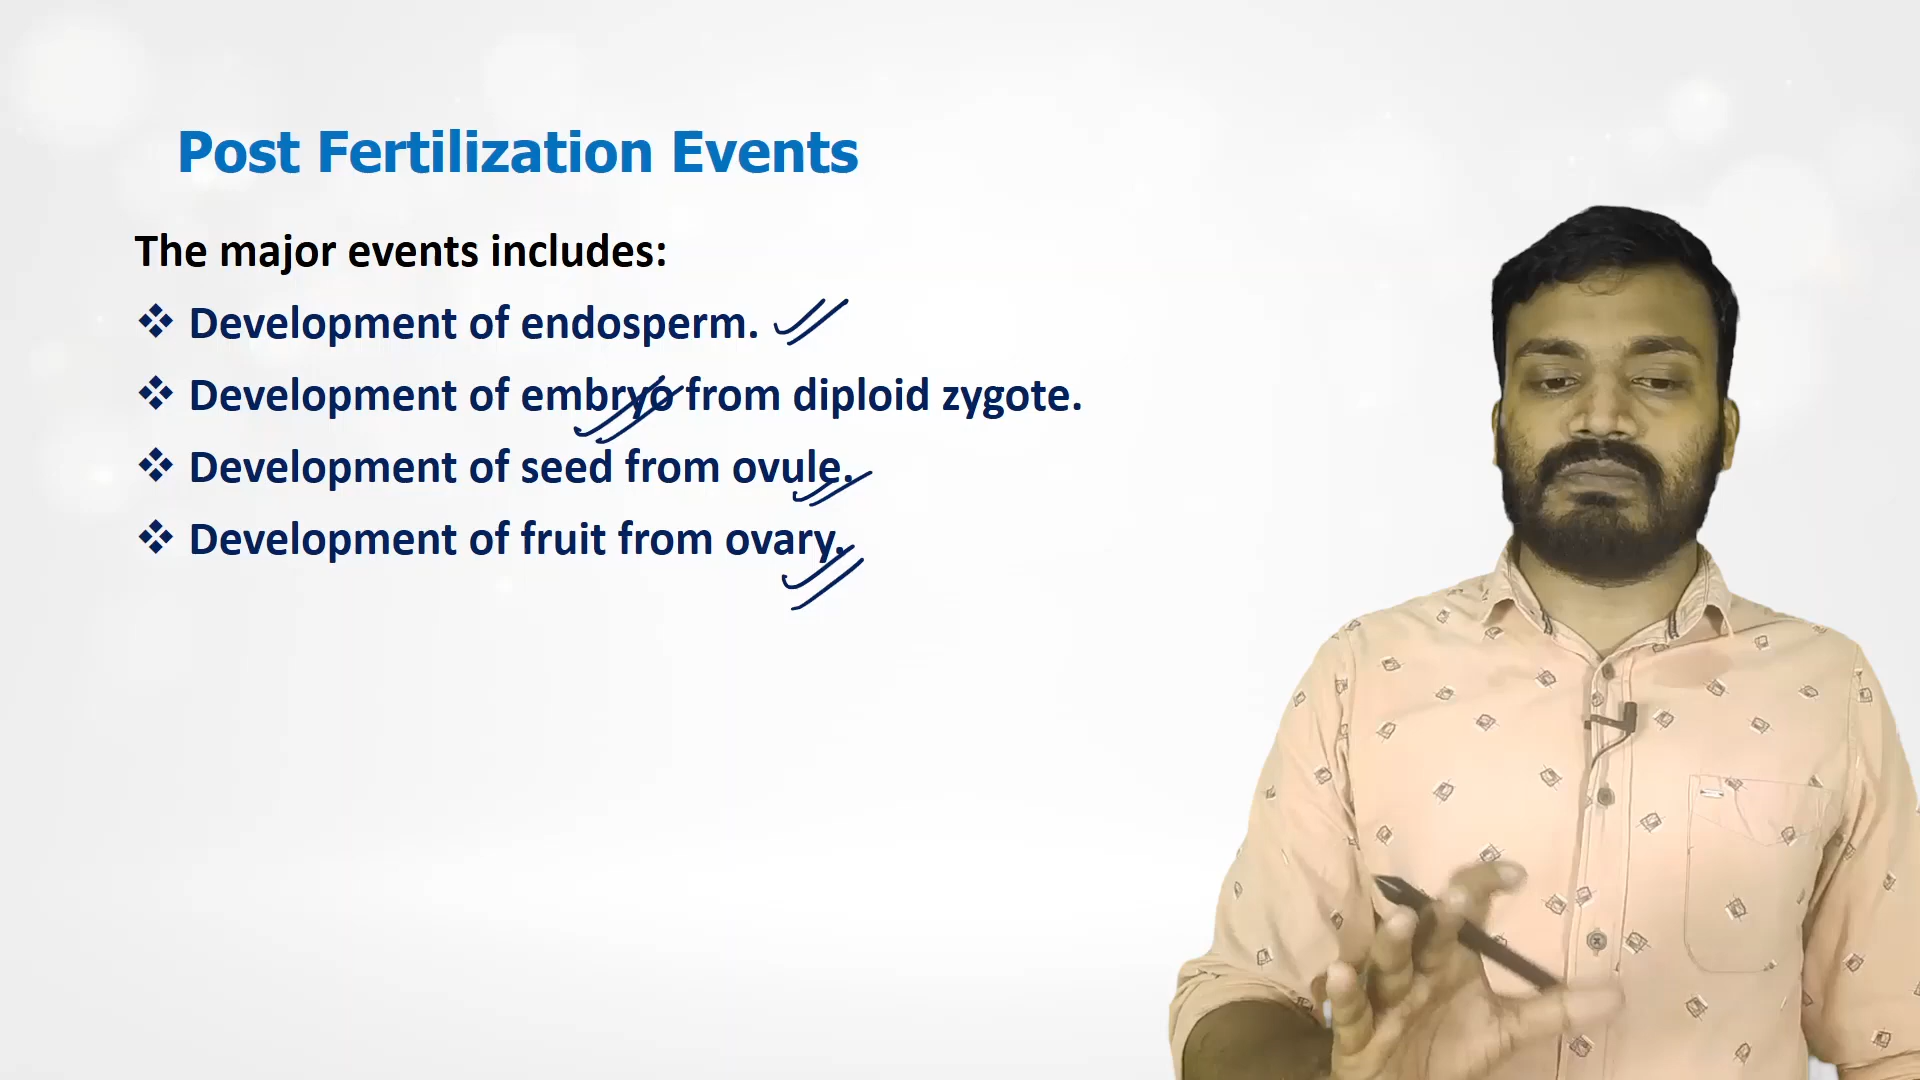 Post Fertilization Events
The major events includes:
❖ Development of endosperm.
❖ Development of embryo from diploid zygote.
❖ Development of seed from ovule.
❖ Development of fruit from ovary.